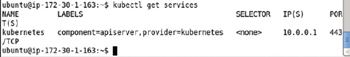 ubuntu@ip-172-30-1-163:~$ kubectl get services
NAME LABELS SELECTOR IP(S) POR
T(S)
kubernetes component=apiserver,provider=kubernetes <none> 10.0.0.1 443
/TCP
ubuntu@ip-172-30-1-163:~$